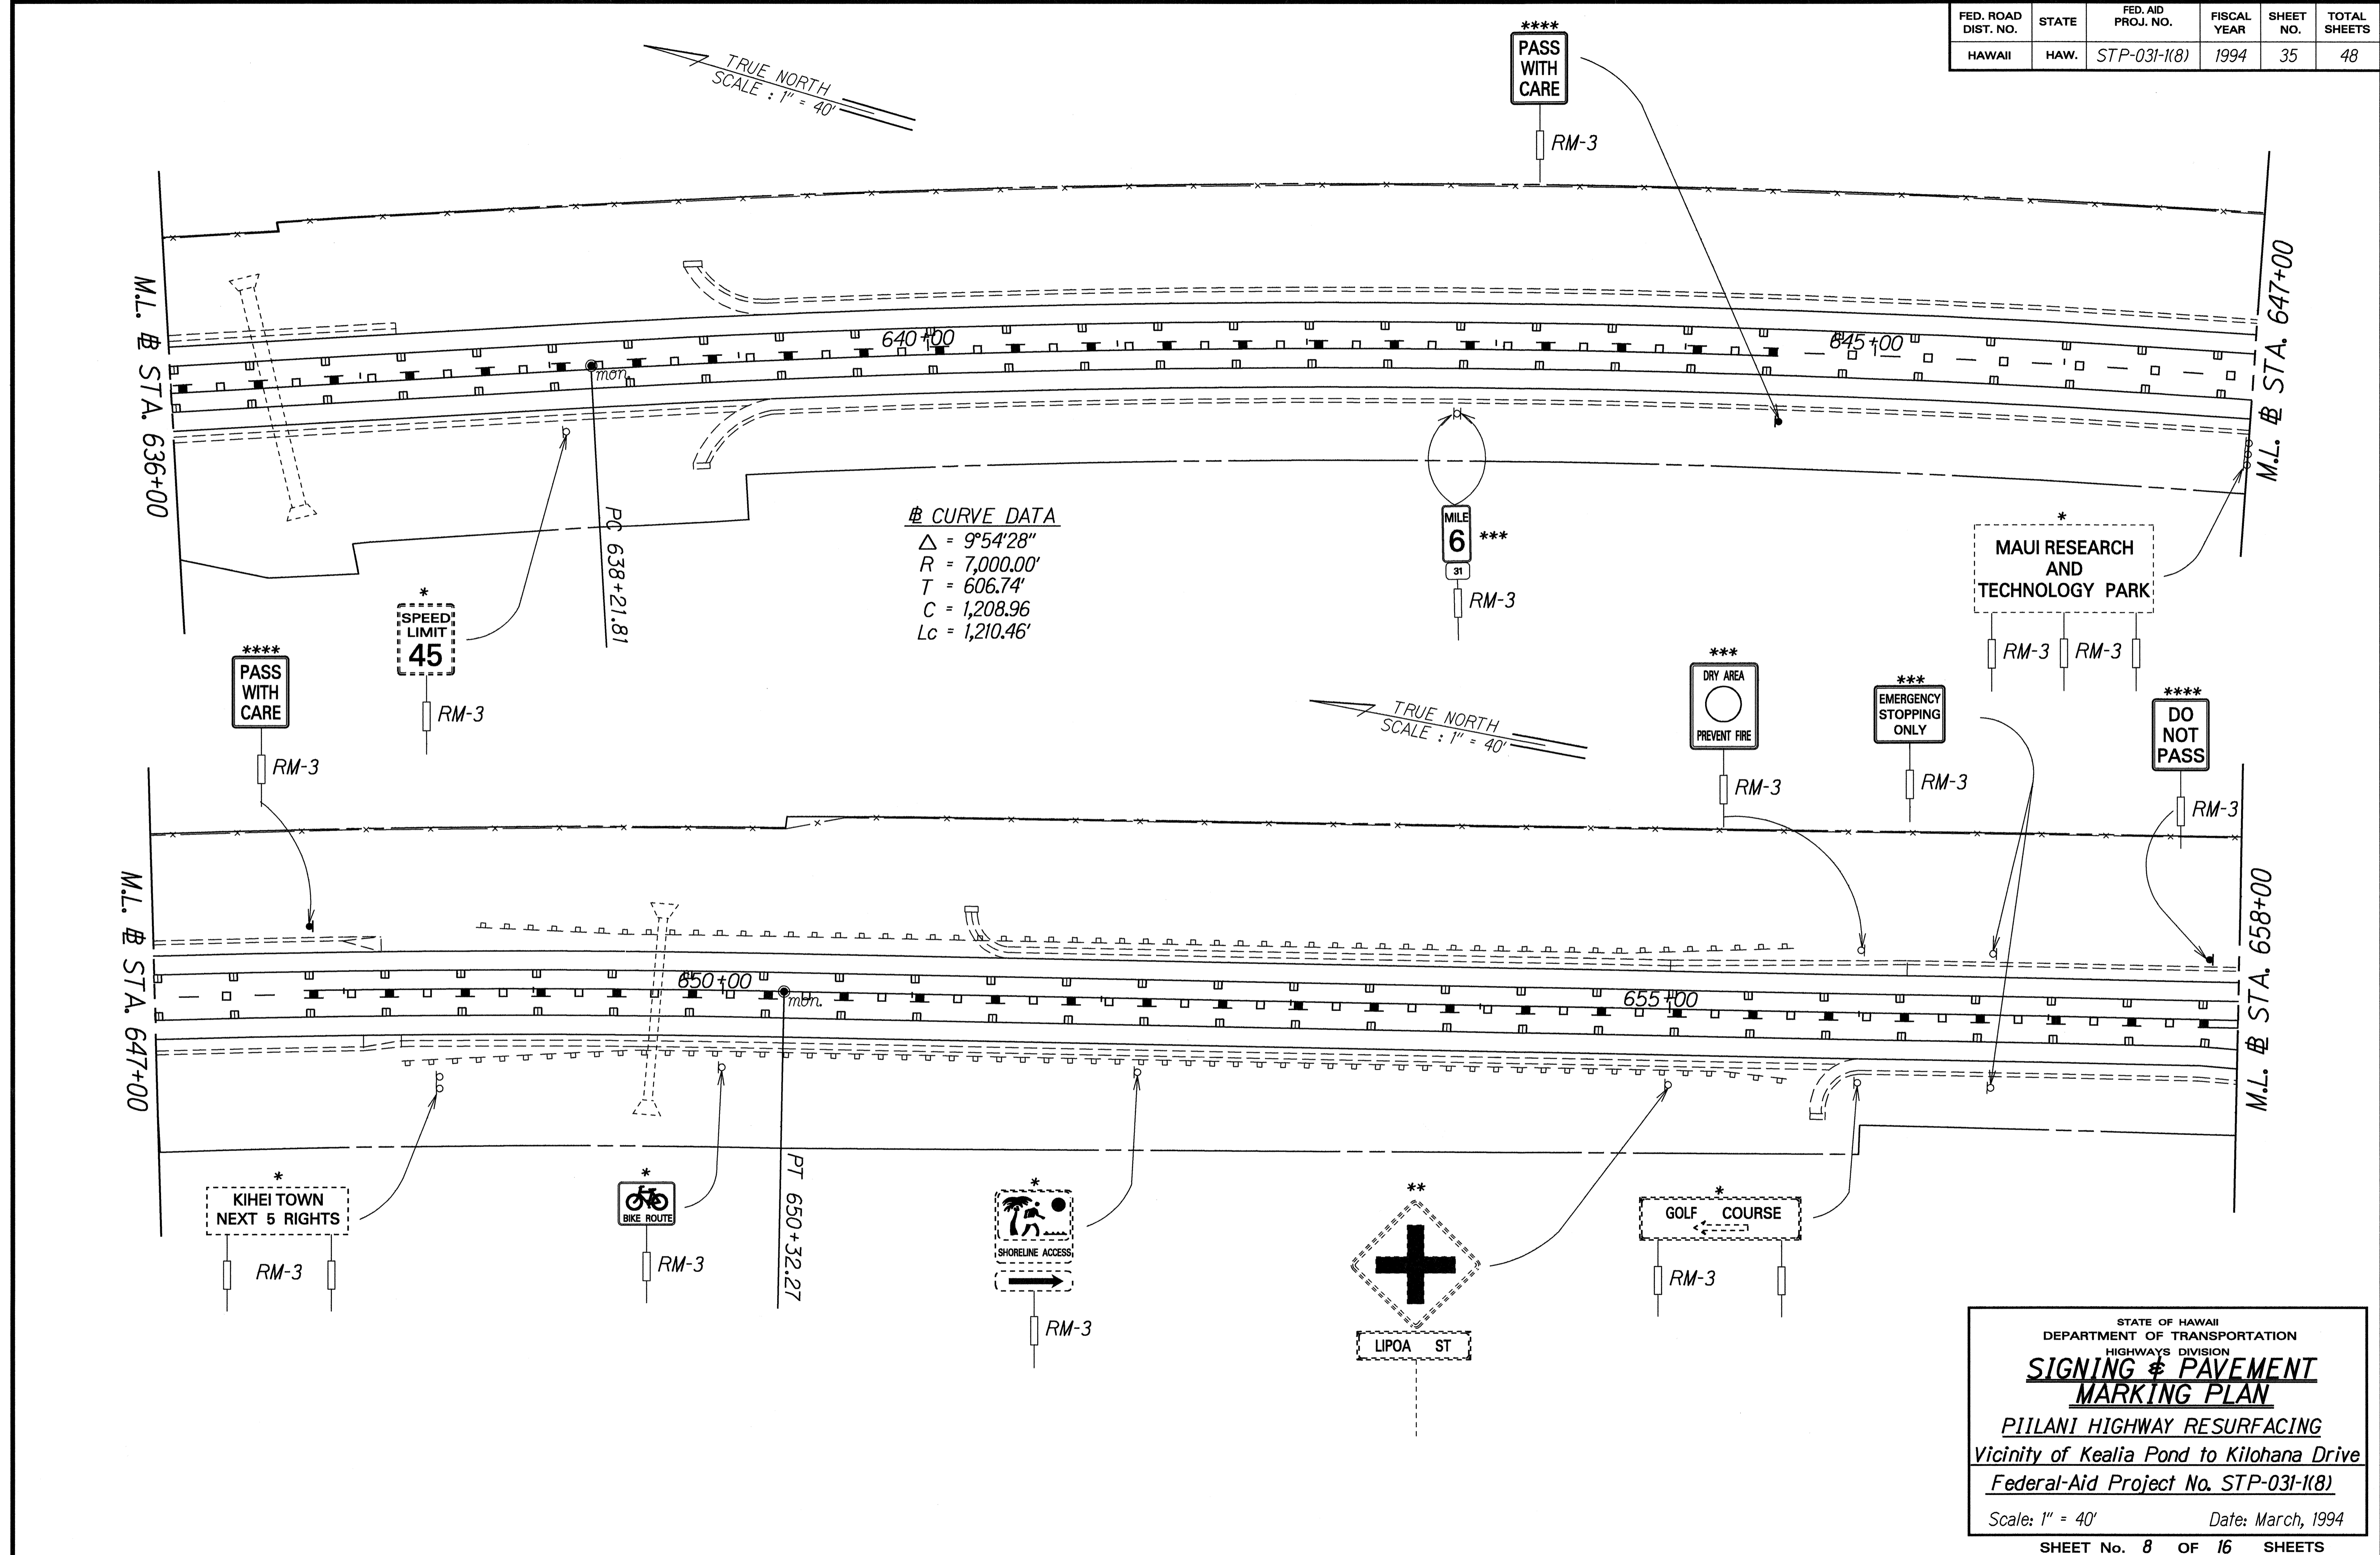 FED. ROAD DIST. NO. STATE FED. AID PROJ. NO. FISCAL YEAR SHEET NO. TOTAL SHEETS
HAWAII HAW. STP-031-1(8) 1994 35 48
TRUE NORTH
SCALE : 1" = 40'
****
PASS
WITH
CARE
RM-3
M.L. B̶L STA. 636+00
640+00
645+00
M.L. B̶L STA. 647+00
mon.
PC 638+21.81
B̶L CURVE DATA
△ = 9°54'28"
R = 7,000.00'
T = 606.74'
C = 1,208.96
Lc = 1,210.46'
MILE
6 ***
31
RM-3
*
MAUI RESEARCH
AND
TECHNOLOGY PARK
RM-3 RM-3
*
SPEED
LIMIT
45
RM-3
****
PASS
WITH
CARE
RM-3
TRUE NORTH
SCALE : 1" = 40'
***
DRY AREA
PREVENT FIRE
RM-3
***
EMERGENCY
STOPPING
ONLY
RM-3
****
DO
NOT
PASS
RM-3
M.L. B̶L STA. 647+00
650+00
mon.
655+00
M.L. B̶L STA. 658+00
PT 650+32.27
*
KIHEI TOWN
NEXT 5 RIGHTS
RM-3
*
BIKE ROUTE
RM-3
*
SHORELINE ACCESS
RM-3
**
LIPOA ST
*
GOLF COURSE
RM-3
STATE OF HAWAII
DEPARTMENT OF TRANSPORTATION
HIGHWAYS DIVISION
SIGNING & PAVEMENT
MARKING PLAN
PIILANI HIGHWAY RESURFACING
Vicinity of Kealia Pond to Kilohana Drive
Federal-Aid Project No. STP-031-1(8)
Scale: 1" = 40' Date: March, 1994
SHEET No. 8 OF 16 SHEETS